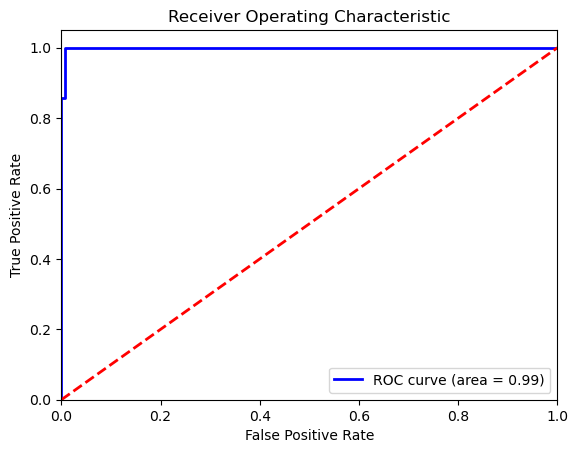 Receiver Operating Characteristic
1.0
0.8
0.6
0.4
0.2
0.0
True Positive Rate
0.0 0.2 0.4 0.6 0.8 1.0
False Positive Rate
ROC curve (area = 0.99)